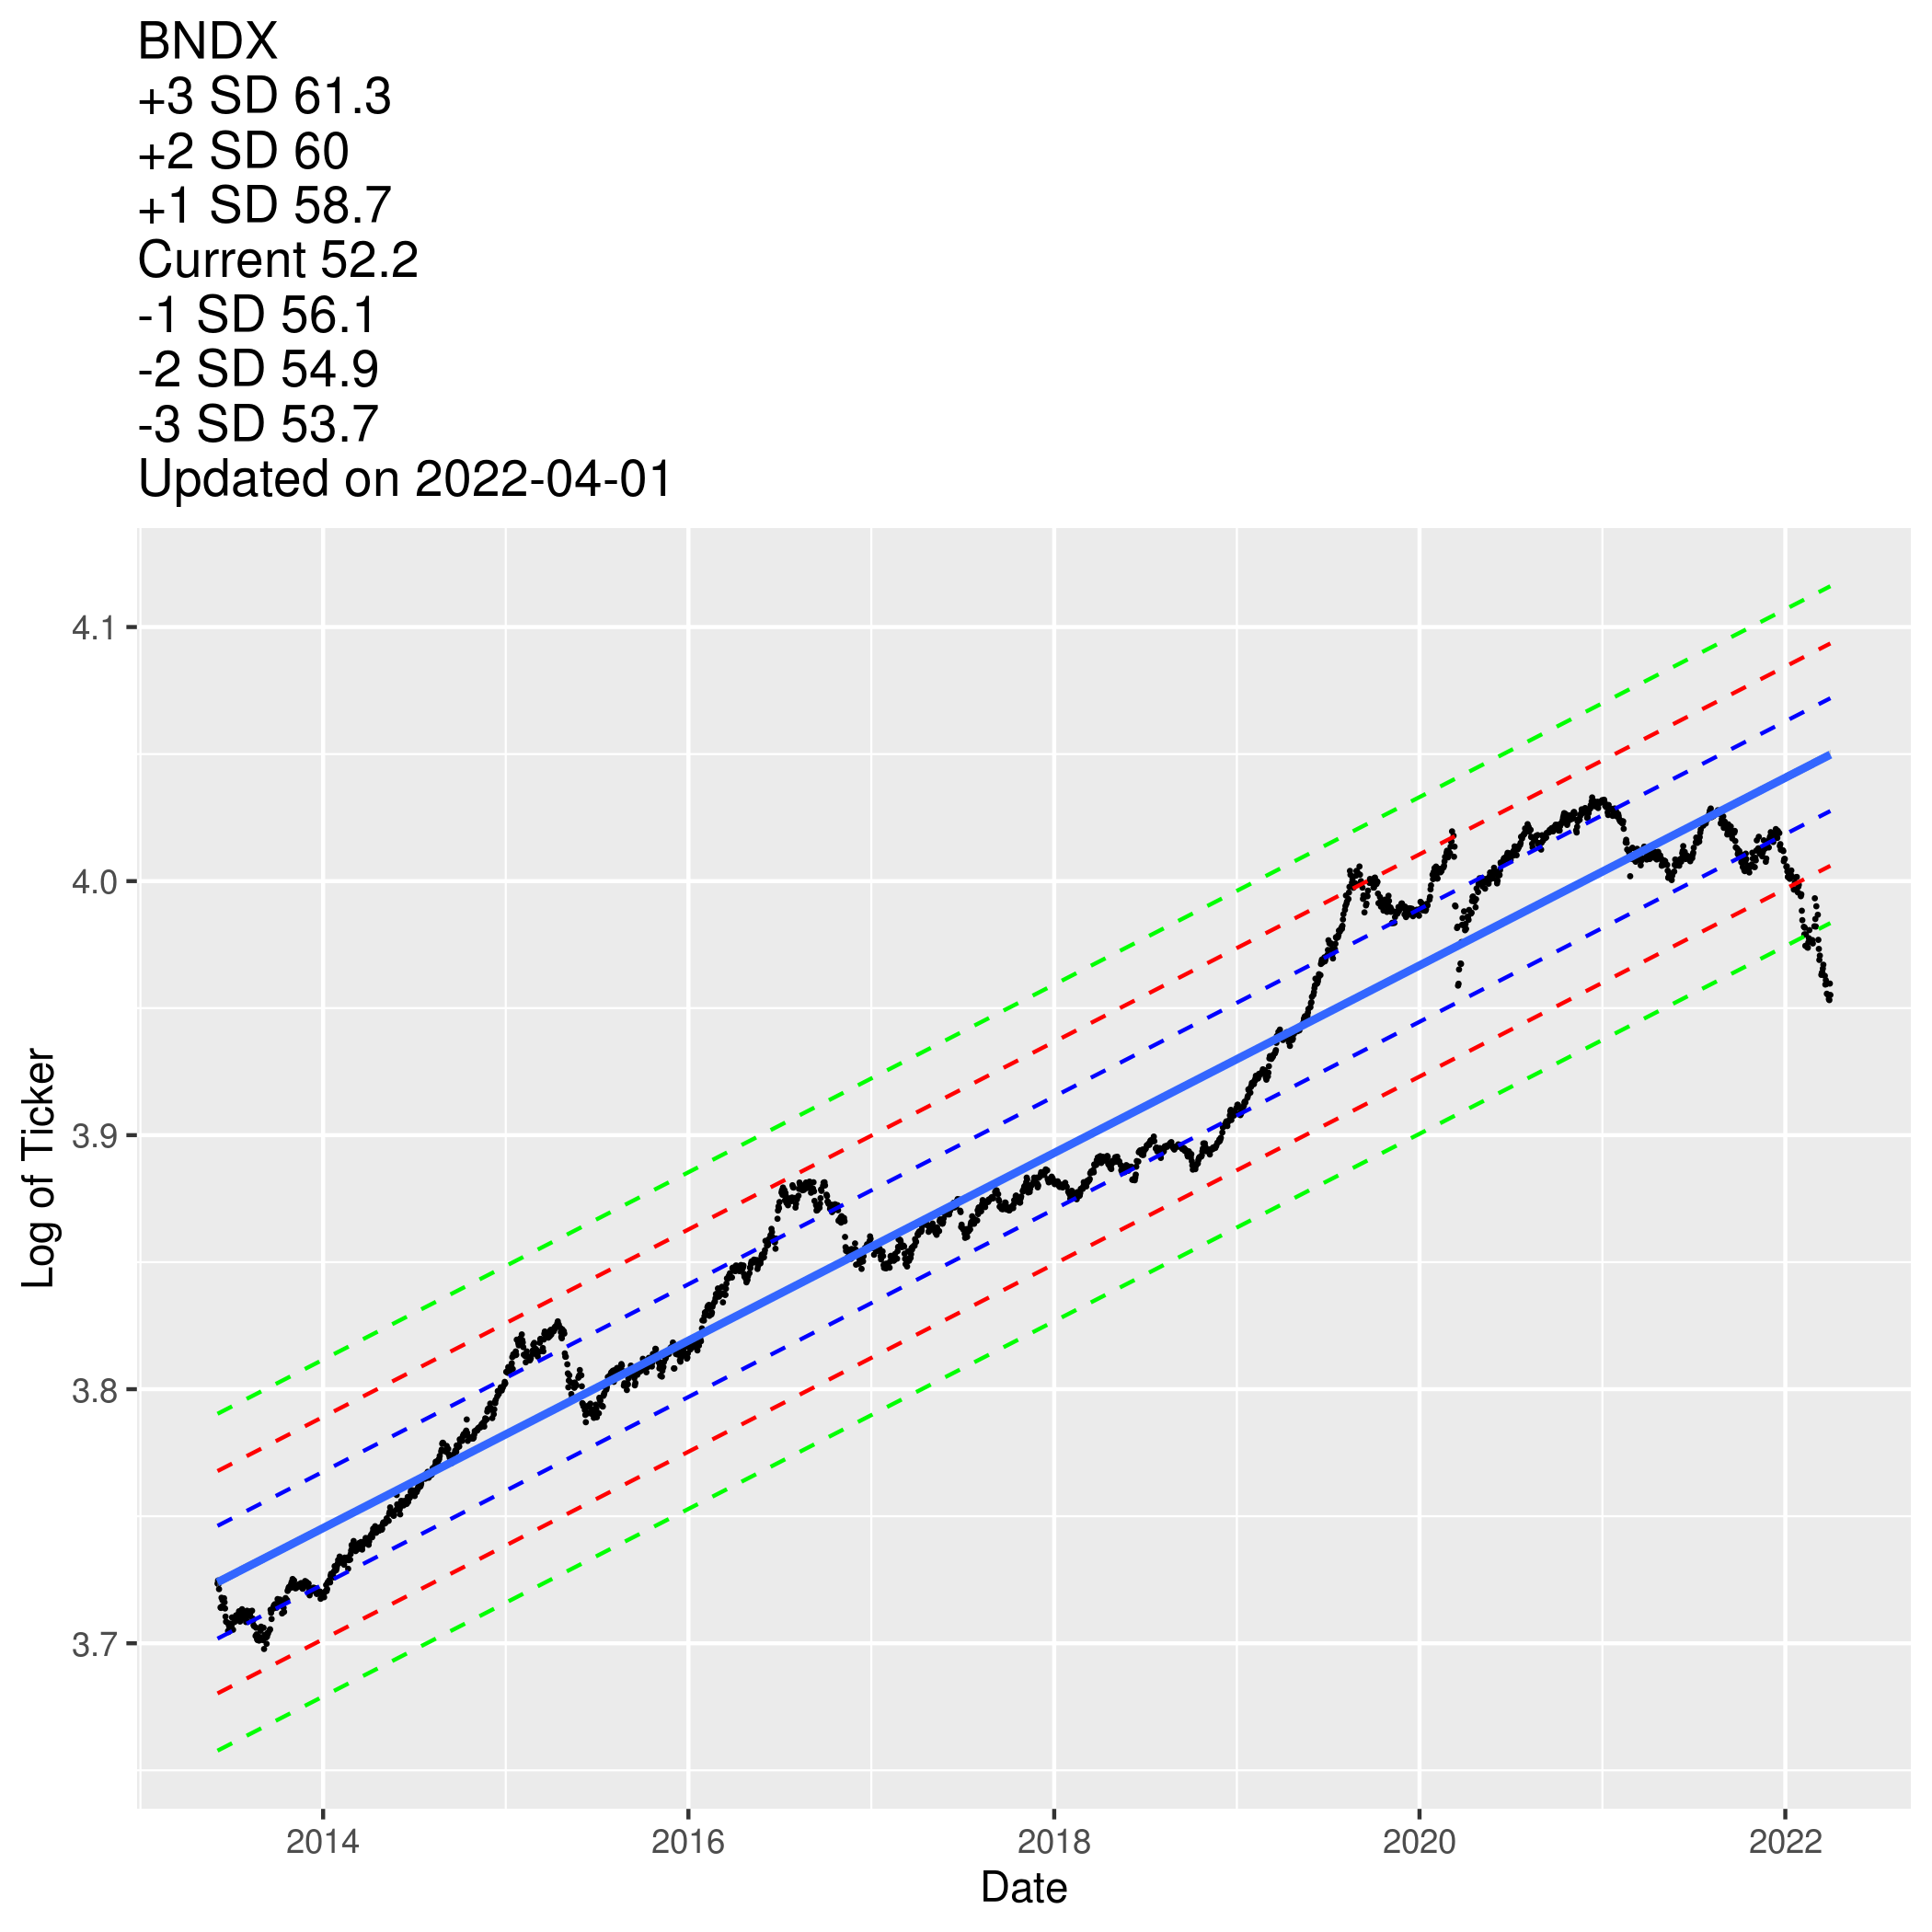 BNDX
+3 SD 61.3
+2 SD 60
+1 SD 58.7
Current 52.2
-1 SD 56.1
-2 SD 54.9
-3 SD 53.7
Updated on 2022-04-01
4.1
4.0
3.9
3.8
3.7
Log of Ticker
2014 2016 2018 2020 2022
Date